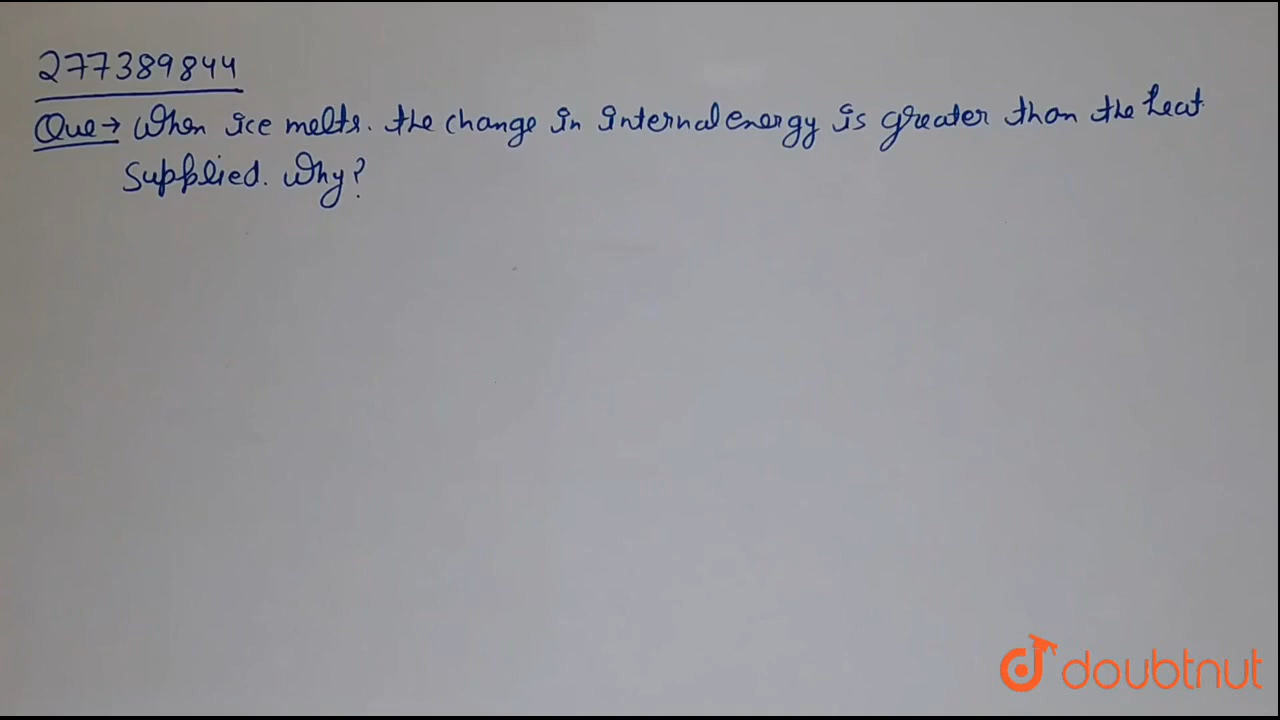 277389844
Que → When ice melts. the change in internal energy is greater than the heat
supplied. Why?
doubtnut